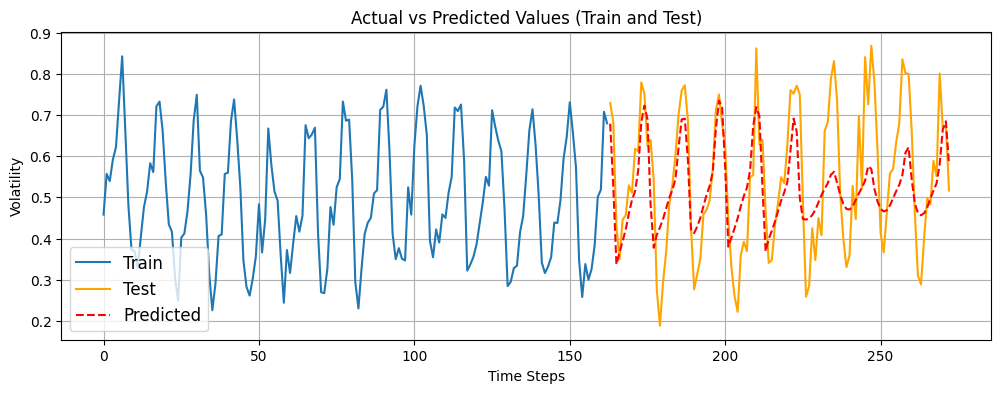 Actual vs Predicted Values (Train and Test)
Volatility
0.9
0.8
0.7
0.6
0.5
0.4
0.3
0.2
Train
Test
Predicted
0 50 100 150 200 250
Time Steps